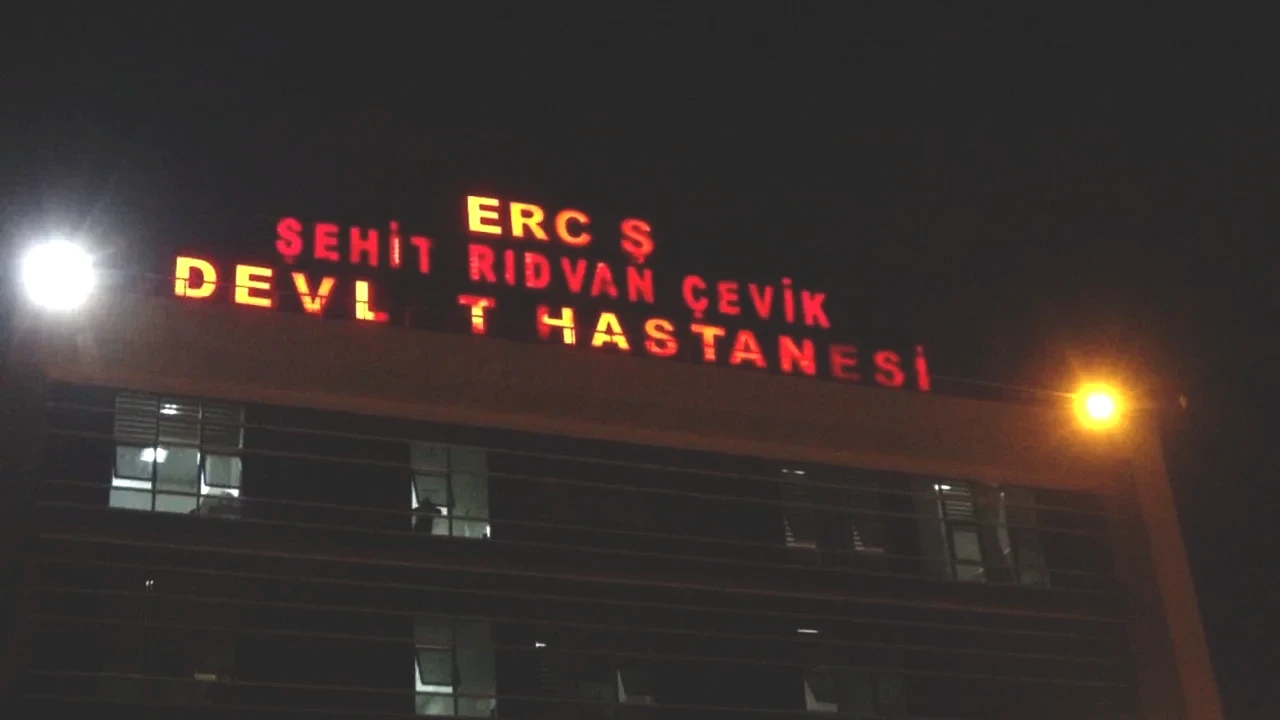 ERC Ş
ŞEHİT RIDVAN ÇEVİK
DEVL T HASTANESİ